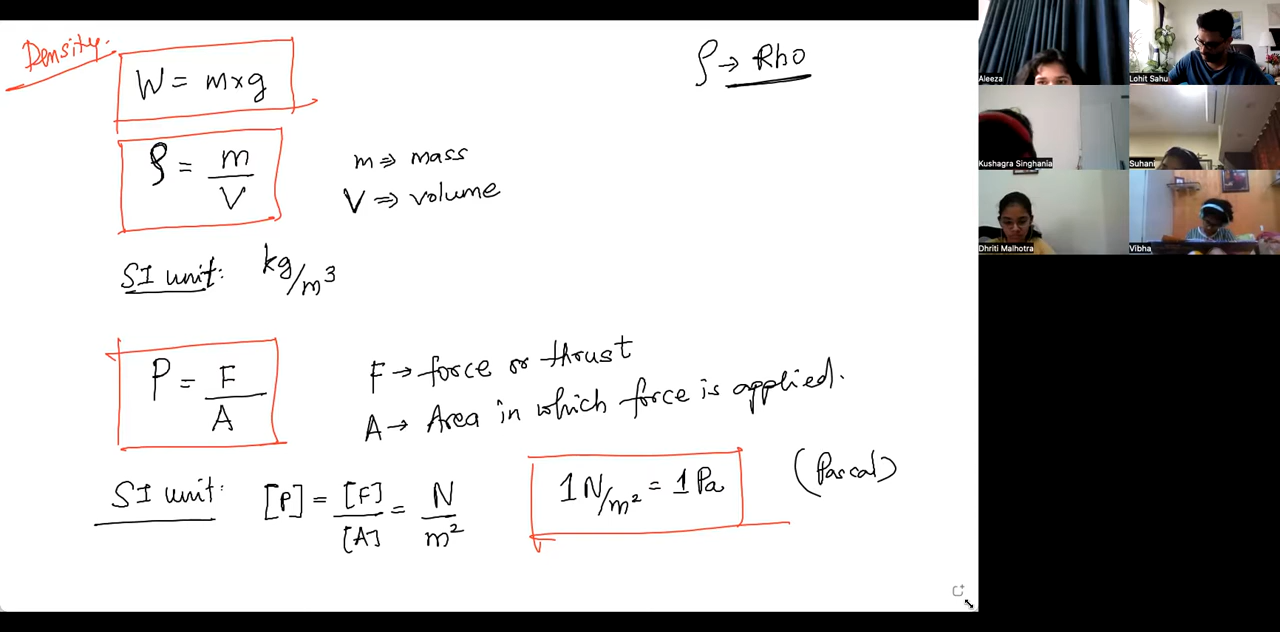 Density.
W = m×g
ρ → Rho
ρ = m/V
m ⇒ mass
V ⇒ volume
SI unit: kg/m³
P = F/A
F → force or thrust
A → Area in which force is applied.
SI unit: [P] = [F]/[A] = N/m²
1 N/m² = 1 Pa
(Pascal)
Aleeza
Lohit Sahu
Kushagra Singhania
Suhani
Dhriti Malhotra
Vibha